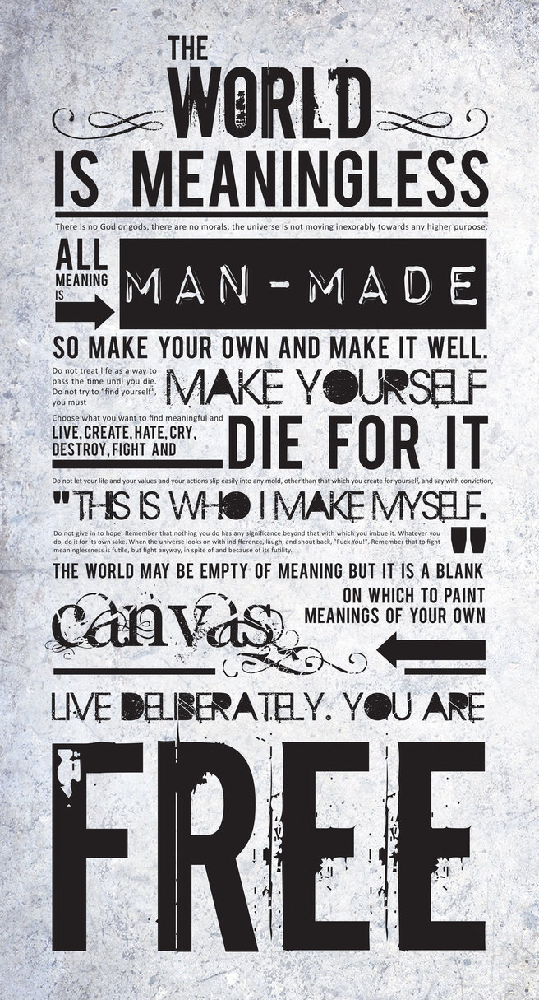 THE
WORLD
IS MEANINGLESS
There is no God or gods, there are no morals, the universe is not moving inexorably towards any higher purpose.
ALL
MEANING
IS
MAN-MADE
SO MAKE YOUR OWN AND MAKE IT WELL.
Do not treat life as a way to
pass the time until you die.
Do not try to "find yourself",
you must
MAKE YOURSELF
Choose what you want to find meaningful and
LIVE, CREATE, HATE, CRY,
DESTROY, FIGHT AND
DIE FOR IT
Do not let your life and your values and your actions slip easily into any mold, other than that which you create for yourself, and say with conviction,
"THIS IS WHO I MAKE MYSELF.
Do not give in to hope. Remember that nothing you do has any significance beyond that with which you imbue it. Whatever you
do, do it for its own sake. When the universe looks on with indifference, laugh, and shout back, "Fuck You!". Remember that to fight
meaninglessness is futile, but fight anyway, in spite of and because of its futility.
"
THE WORLD MAY BE EMPTY OF MEANING BUT IT IS A BLANK
canvas
ON WHICH TO PAINT
MEANINGS OF YOUR OWN
LIVE DELIBERATELY. YOU ARE
FREE